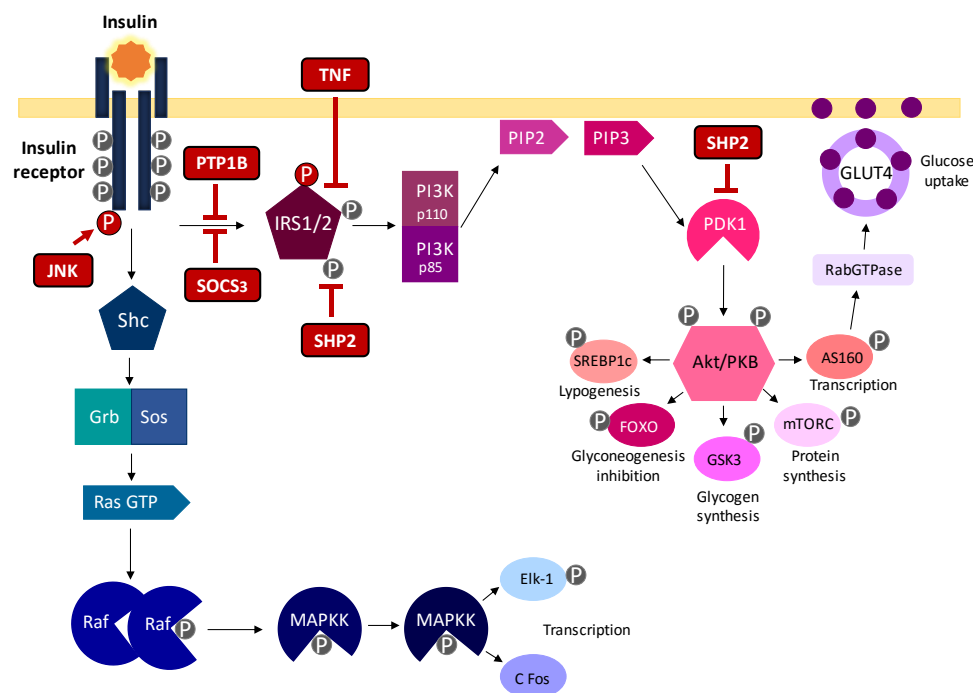 Insulin
TNF
Insulin
receptor
P
P
P
P
P
P
P
JNK
PTP1B
SOCS3
P
IRS1/2
P
P
SHP2
PI3K
p110
PI3K
p85
PIP2
PIP3
SHP2
PDK1
GLUT4
Glucose
uptake
RabGTPase
Shc
P
P
Akt/PKB
P
SREBP1c
Lypogenesis
P
AS160
Transcription
P
FOXO
Glyconeogenesis
inhibition
P
GSK3
Glycogen
synthesis
mTORC
P
Protein
synthesis
Grb
Sos
Ras GTP
Raf
Raf
P
MAPKK
P
MAPKK
P
Elk-1
P
Transcription
C Fos